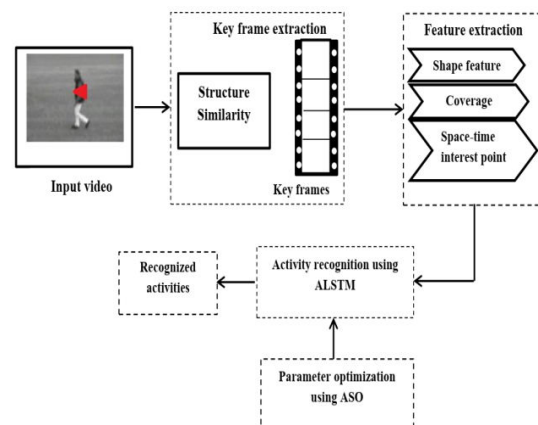 Input video
Key frame extraction
Structure
Similarity
Key frames
Feature extraction
Shape feature
Coverage
Space-time
interest point
Activity recognition using
ALSTM
Recognized
activities
Parameter optimization
using ASO